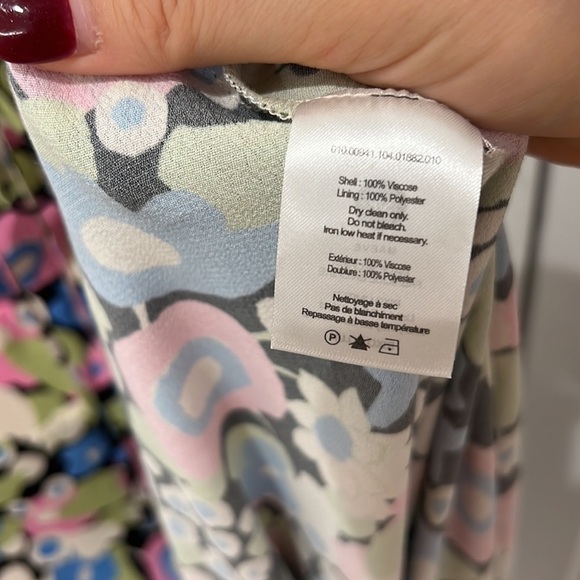 010.00941.104.01882.010
Shell : 100% Viscose
Lining : 100% Polyester
Dry clean only.
Do not bleach.
Iron low heat if necessary.
Extérieur : 100% Viscose
Doublure : 100% Polyester
Nettoyage à sec
Pas de blanchiment
Repassage à basse température
P